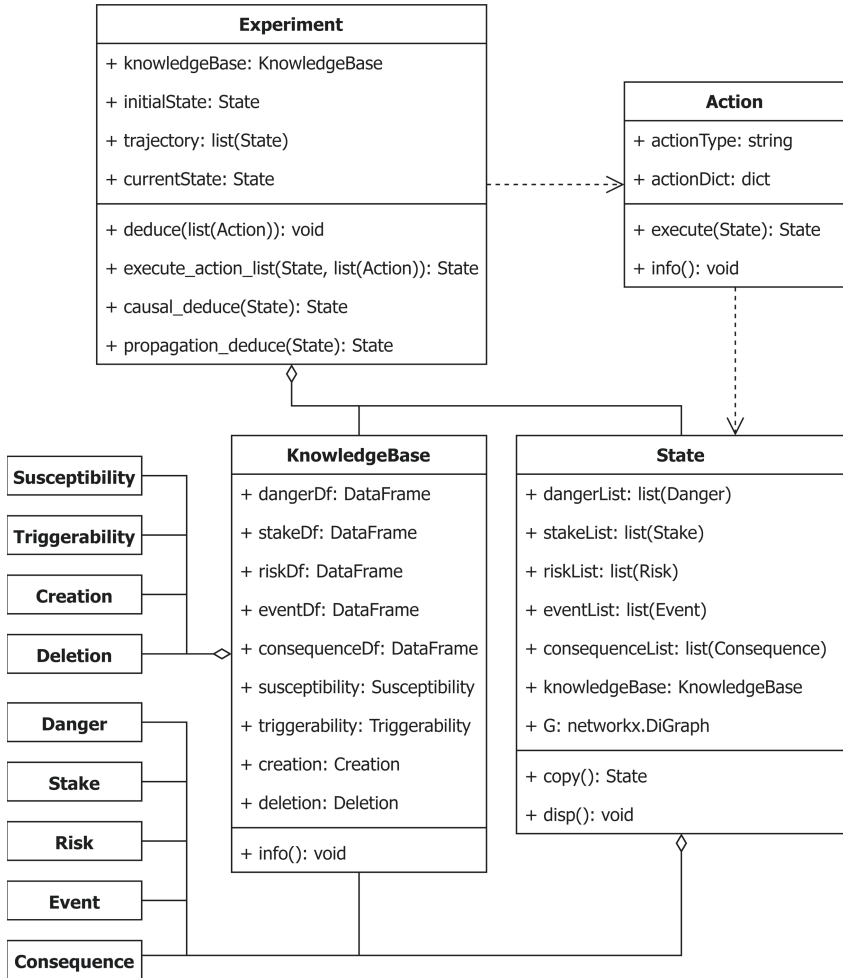 Experiment
+ knowledgeBase: KnowledgeBase
+ initialState: State
+ trajectory: list(State)
+ currentState: State
+ deduce(list(Action)): void
+ execute_action_list(State, list(Action)): State
+ causal_deduce(State): State
+ propagation_deduce(State): State
Action
+ actionType: string
+ actionDict: dict
+ execute(State): State
+ info(): void
Susceptibility
Triggerability
Creation
Deletion
Danger
Stake
Risk
Event
Consequence
KnowledgeBase
+ dangerDf: DataFrame
+ stakeDf: DataFrame
+ riskDf: DataFrame
+ eventDf: DataFrame
+ consequenceDf: DataFrame
+ susceptibility: Susceptibility
+ triggerability: Triggerability
+ creation: Creation
+ deletion: Deletion
+ info(): void
State
+ dangerList: list(Danger)
+ stakeList: list(Stake)
+ riskList: list(Risk)
+ eventList: list(Event)
+ consequenceList: list(Consequence)
+ knowledgeBase: KnowledgeBase
+ G: networkx.DiGraph
+ copy(): State
+ disp(): void